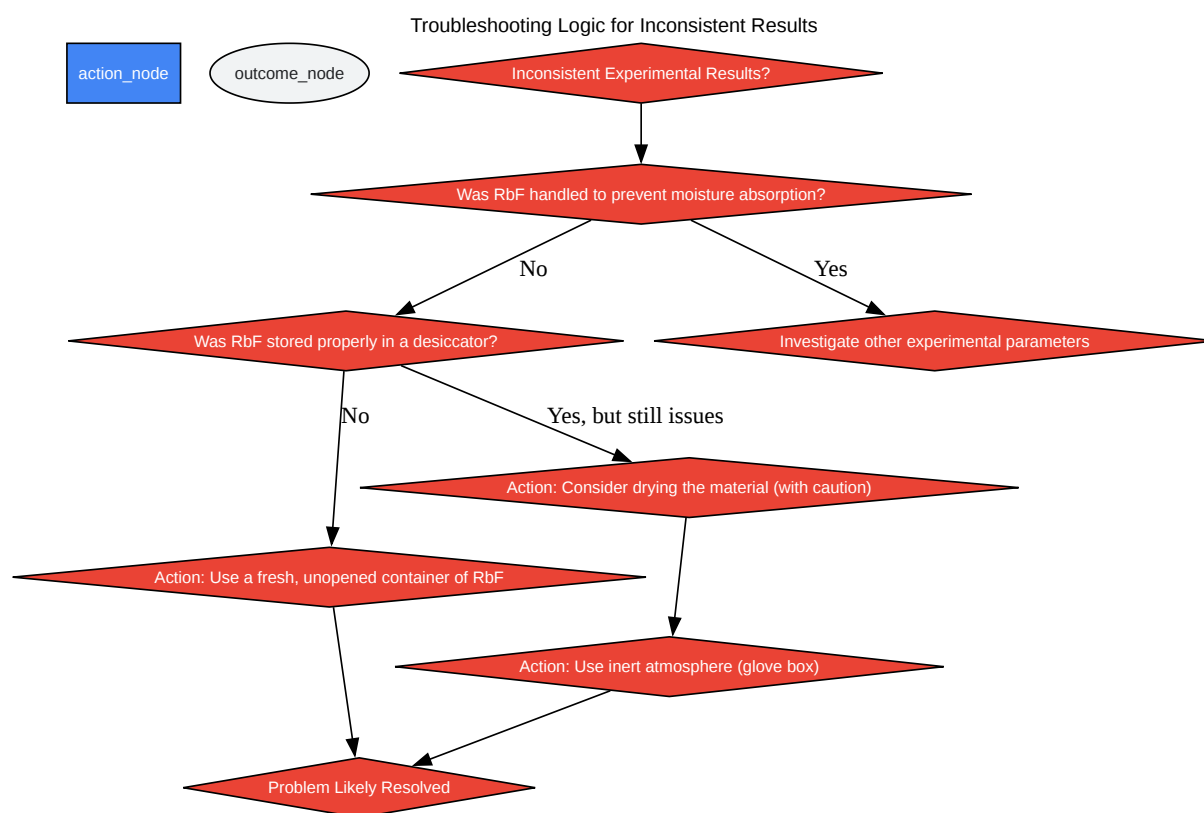 Troubleshooting Logic for Inconsistent Results
action_node
outcome_node
Inconsistent Experimental Results?
Was RbF handled to prevent moisture absorption?
No
Yes
Was RbF stored properly in a desiccator?
Investigate other experimental parameters
No
Yes, but still issues
Action: Consider drying the material (with caution)
Action: Use a fresh, unopened container of RbF
Action: Use inert atmosphere (glove box)
Problem Likely Resolved